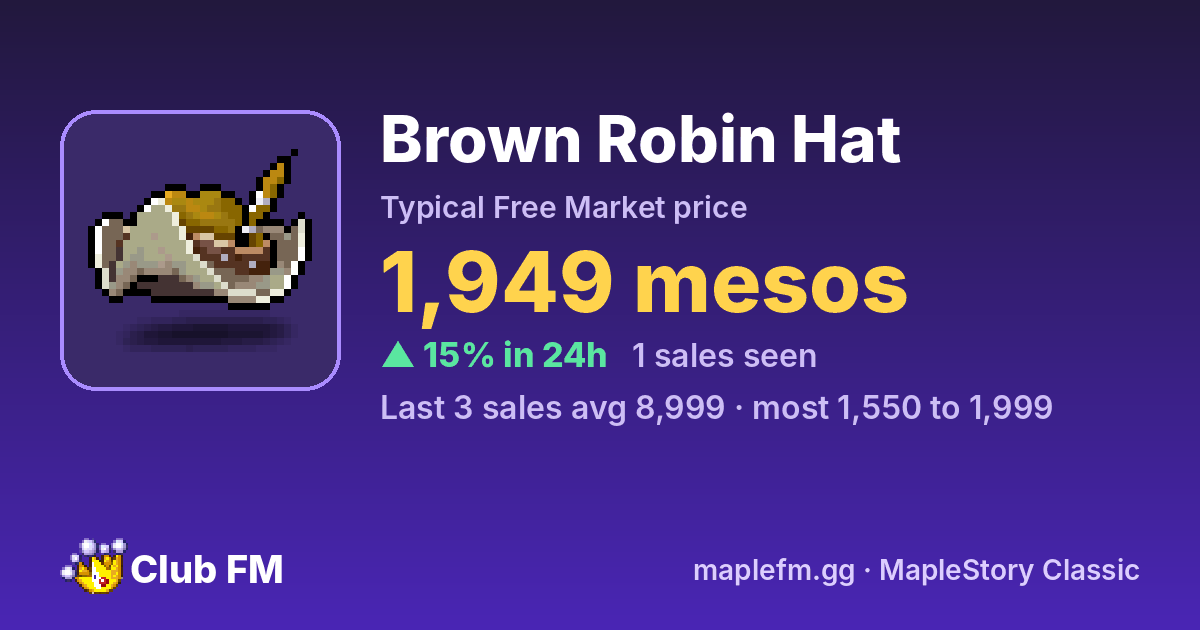 Brown Robin Hat
Typical Free Market price
1,949 mesos
▲ 15% in 24h 1 sales seen
Last 3 sales avg 8,999 · most 1,550 to 1,999
Club FM
maplefm.gg · MapleStory Classic